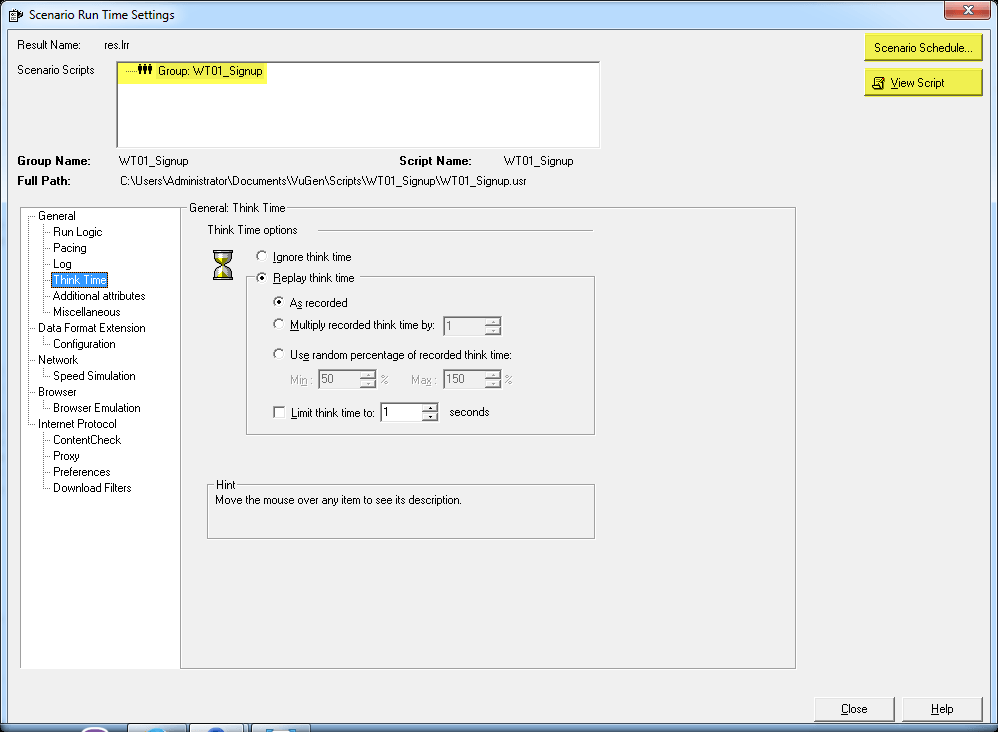 Scenario Run Time Settings
Result Name: res.lrr
Scenario Schedule...
Scenario Scripts
Group: WT01_Signup
View Script
Group Name: WT01_Signup Script Name: WT01_Signup
Full Path: C:\Users\Administrator\Documents\VuGen\Scripts\WT01_Signup\WT01_Signup.usr
General
Run Logic
Pacing
Log
Think Time
Additional attributes
Miscellaneous
Data Format Extension
Configuration
Network
Speed Simulation
Browser
Browser Emulation
Internet Protocol
ContentCheck
Proxy
Preferences
Download Filters
General: Think Time
Think Time options
Ignore think time
Replay think time
As recorded
Multiply recorded think time by: 1
Use random percentage of recorded think time:
Min : 50 % Max : 150 %
Limit think time to: 1 seconds
Hint
Move the mouse over any item to see its description.
Close
Help